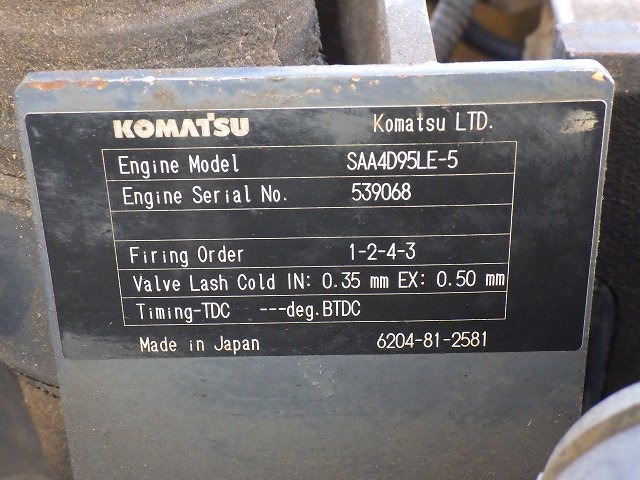 KOMATSU Komatsu LTD.
Engine Model SAA4D95LE-5
Engine Serial No. 539068
Firing Order 1-2-4-3
Valve Lash Cold IN: 0.35 mm EX: 0.50 mm
Timing-TDC ---deg.BTDC
Made in Japan 6204-81-2581